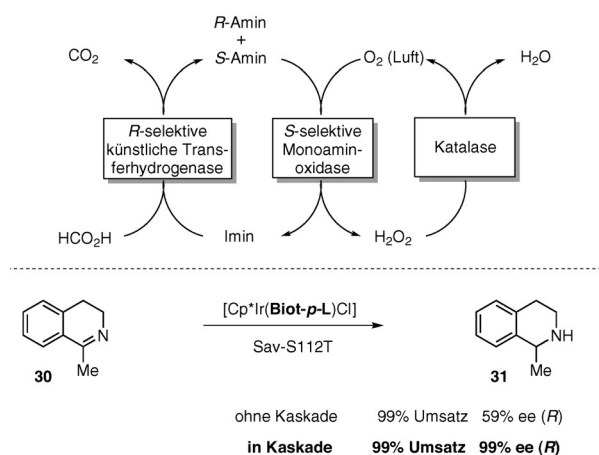 R-Amin
+
S-Amin
CO2
O2 (Luft)
H2O
R-selektive
künstliche Trans-
ferhydrogenase
S-selektive
Monoamin-
oxidase
Katalase
HCO2H
Imin
H2O2
[Cp*Ir(Biot-p-L)Cl]
Sav-S112T
N
Me
30
NH
Me
31
ohne Kaskade 99% Umsatz 59% ee (R)
in Kaskade 99% Umsatz 99% ee (R)